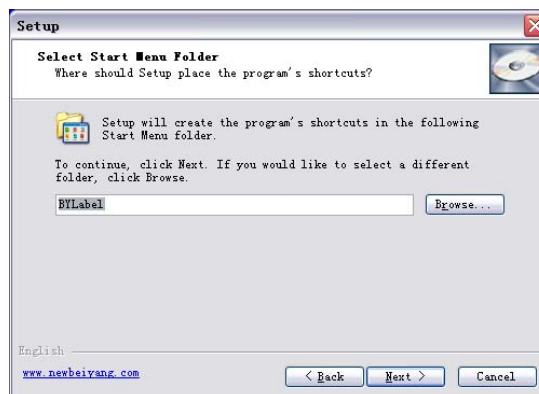 Setup
Select Start Menu Folder
Where should Setup place the program's shortcuts?
Setup will create the program's shortcuts in the following
Start Menu folder.
To continue, click Next. If you would like to select a different
folder, click Browse.
BYLabel
Browse...
English
www.newbeiyang.com
< Back
Next >
Cancel